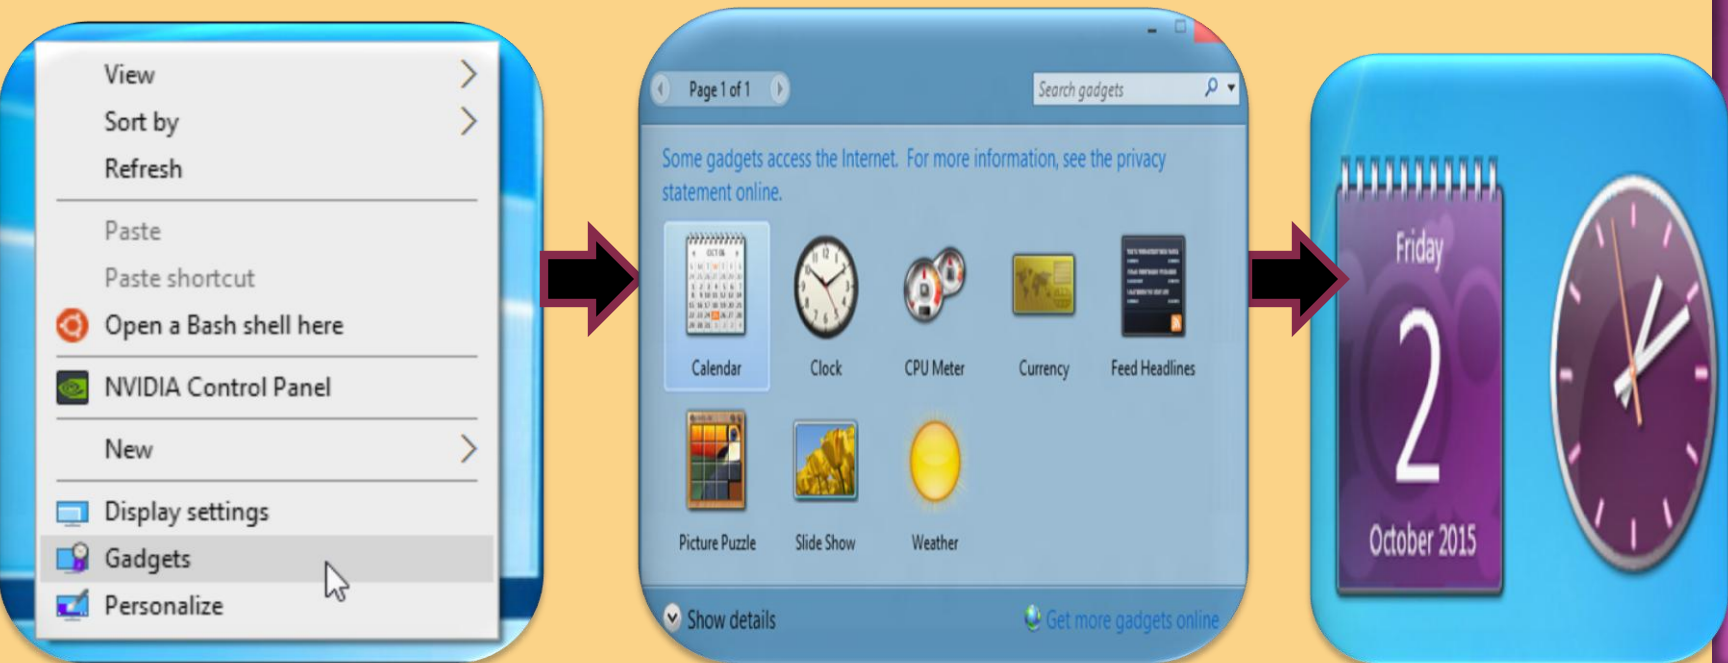 View
Sort by
Refresh
Paste
Paste shortcut
Open a Bash shell here
NVIDIA Control Panel
New
Display settings
Gadgets
Personalize
Page 1 of 1
Search gadgets
Some gadgets access the Internet. For more information, see the privacy
statement online.
OCT 06
Calendar
Clock
CPU Meter
Currency
Feed Headlines
Picture Puzzle
Slide Show
Weather
Show details
Get more gadgets online
Friday
2
October 2015